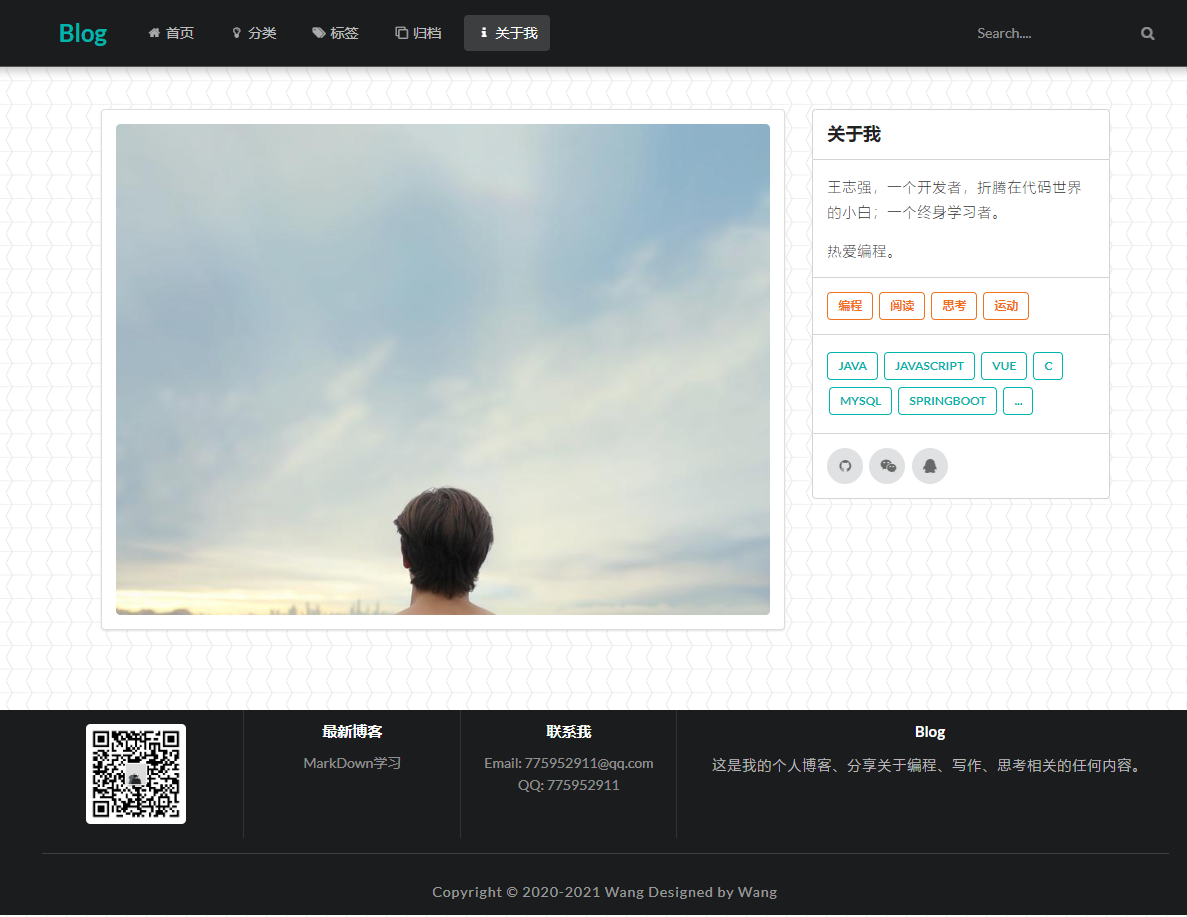 Blog 首页 分类 标签 归档 关于我 Search....
关于我
王志强，一个开发者，折腾在代码世界
的小白；一个终身学习者。
热爱编程。
编程 阅读 思考 运动
JAVA JAVASCRIPT VUE C
MYSQL SPRINGBOOT ...
最新博客
MarkDown学习
联系我
Email: 775952911@qq.com
QQ: 775952911
Blog
这是我的个人博客、分享关于编程、写作、思考相关的任何内容。
Copyright © 2020-2021 Wang Designed by Wang